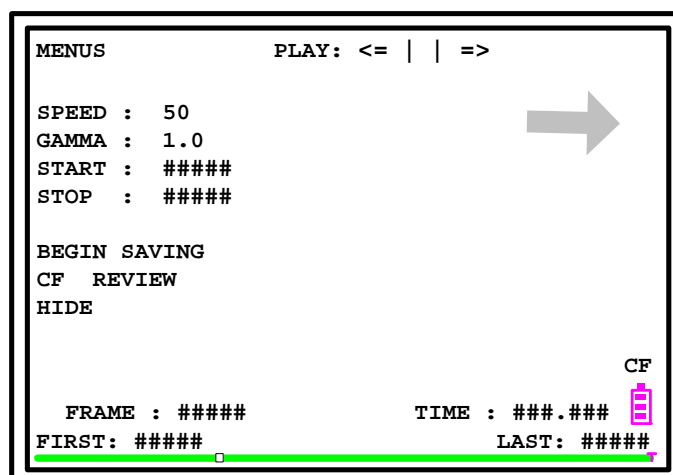 MENUS PLAY: <= | | =>
SPEED : 50
GAMMA : 1.0
START : #####
STOP : #####
BEGIN SAVING
CF REVIEW
HIDE
CF
FRAME : ##### TIME : ###.###
FIRST: ##### LAST: #####
T